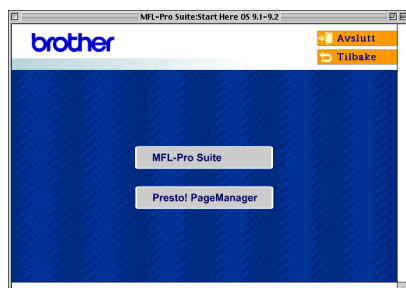 MFL-Pro Suite:Start Here OS 9.1-9.2
brother
Avslutt
Tilbake
MFL-Pro Suite
Presto! PageManager